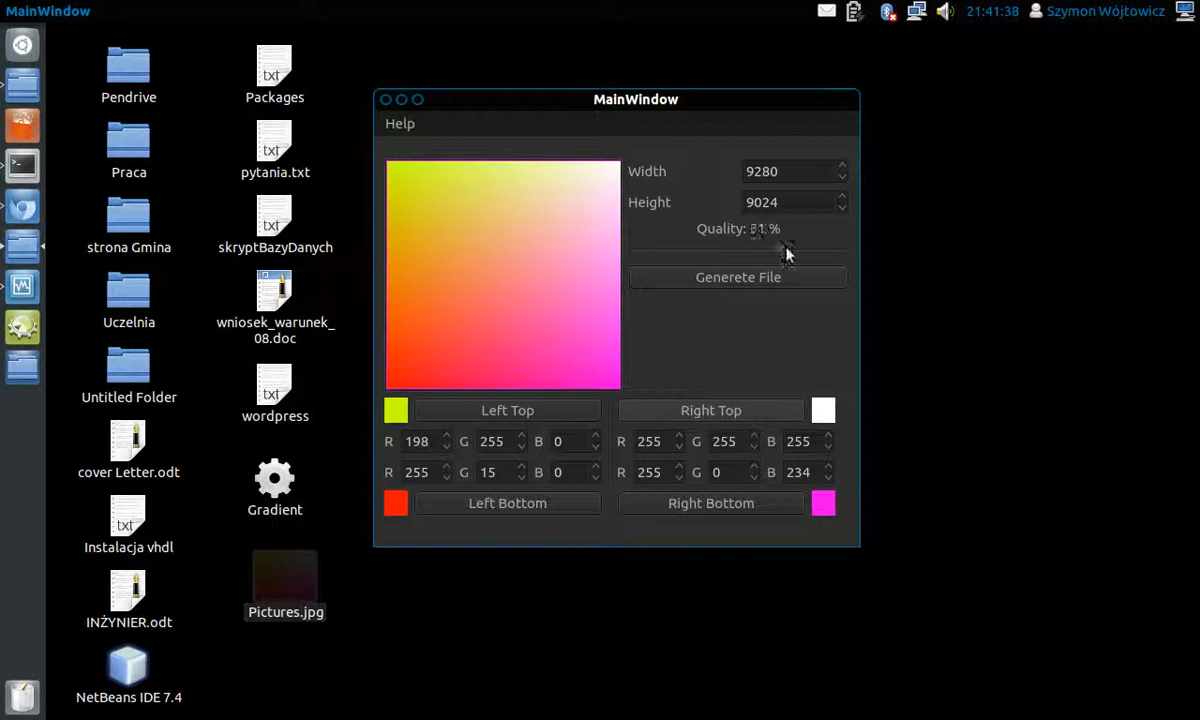 MainWindow
21:41:38
Szymon Wójtowicz
Pendrive
txt
Packages
Praca
txt
pytania.txt
strona Gmina
txt
skryptBazyDanych
Uczelnia
wniosek_warunek_
08.doc
Untitled Folder
txt
wordpress
cover Letter.odt
Gradient
txt
Instalacja vhdl
Pictures.jpg
INŻYNIER.odt
NetBeans IDE 7.4
MainWindow
Help
Width 9280
Height 9024
Quality: %
Generete File
Left Top
Right Top
R 198 G 255 B 0
R 255 G 255 B 255
R 255 G 15 B 0
R 255 G 0 B 234
Left Bottom
Right Bottom